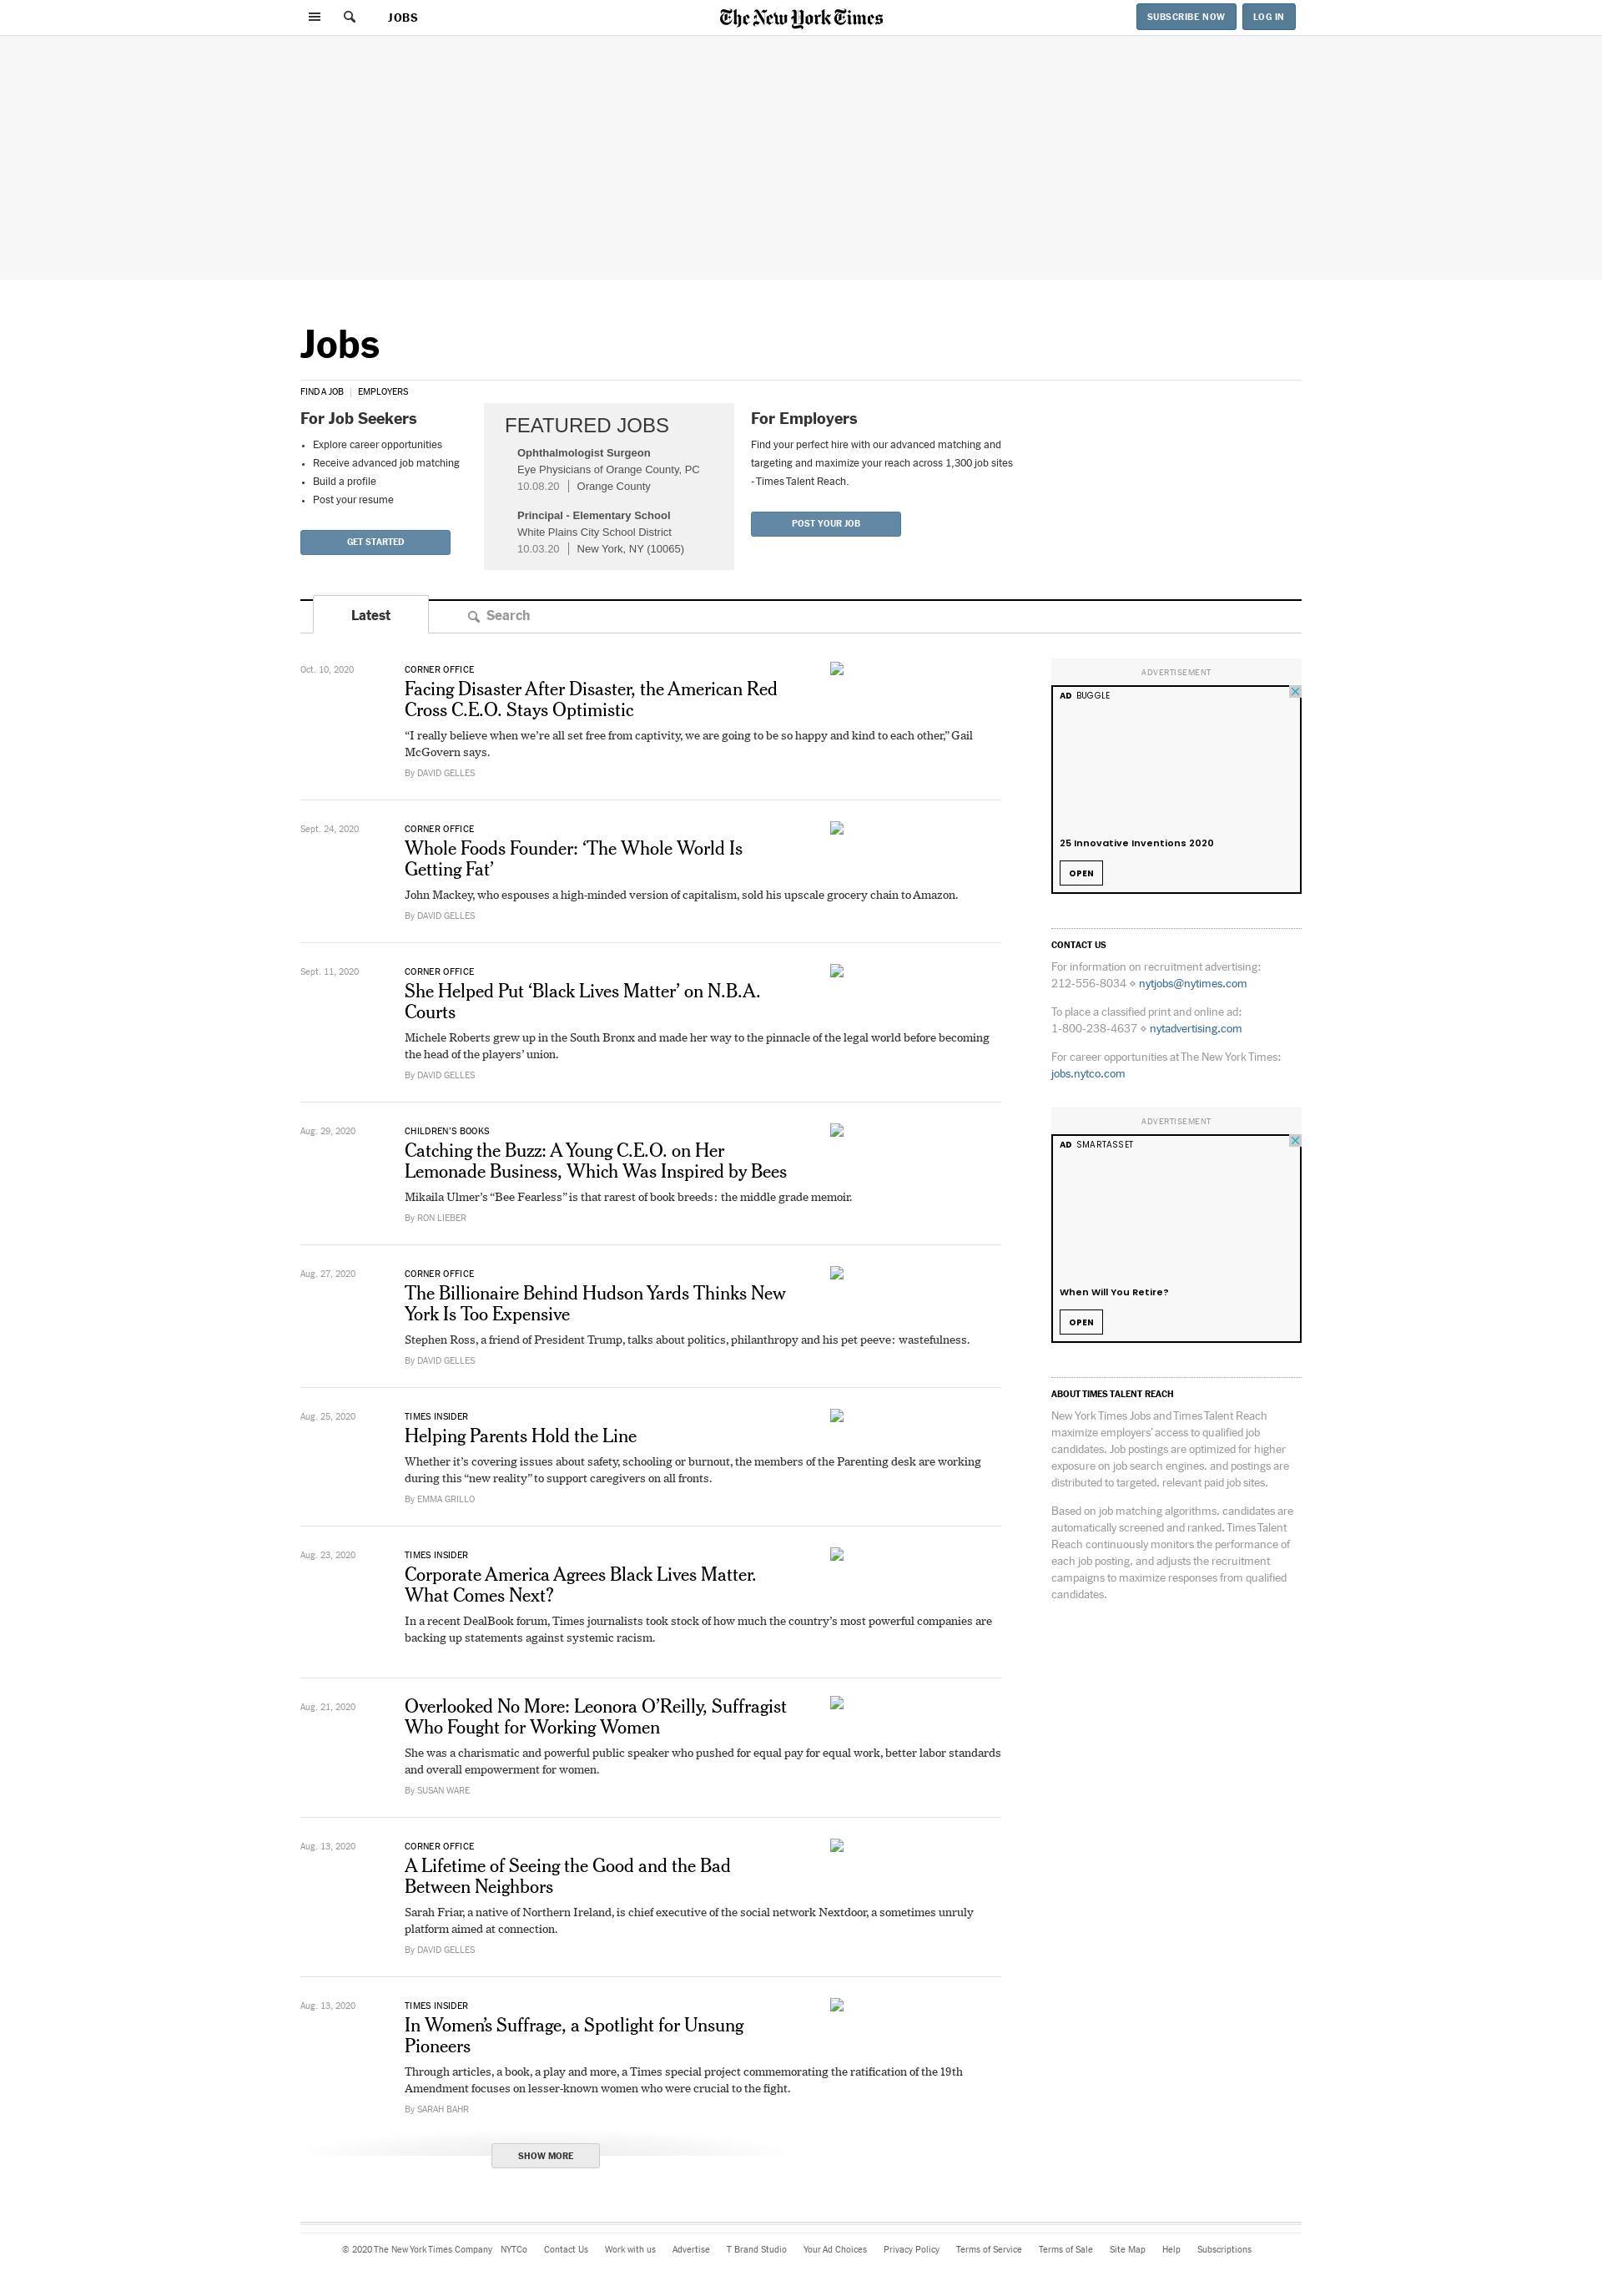 JOBS
The New York Times
SUBSCRIBE NOW
LOG IN
Jobs
FIND A JOB | EMPLOYERS
For Job Seekers
• Explore career opportunities
• Receive advanced job matching
• Build a profile
• Post your resume
GET STARTED
FEATURED JOBS
Ophthalmologist Surgeon
Eye Physicians of Orange County, PC
10.08.20 | Orange County
Principal - Elementary School
White Plains City School District
10.03.20 | New York, NY (10065)
For Employers
Find your perfect hire with our advanced matching and
targeting and maximize your reach across 1,300 job sites
- Times Talent Reach.
POST YOUR JOB
Latest
Search
Oct. 10, 2020
CORNER OFFICE
Facing Disaster After Disaster, the American Red
Cross C.E.O. Stays Optimistic
“I really believe when we’re all set free from captivity, we are going to be so happy and kind to each other,” Gail
McGovern says.
By DAVID GELLES
Sept. 24, 2020
CORNER OFFICE
Whole Foods Founder: ‘The Whole World Is
Getting Fat’
John Mackey, who espouses a high-minded version of capitalism, sold his upscale grocery chain to Amazon.
By DAVID GELLES
Sept. 11, 2020
CORNER OFFICE
She Helped Put ‘Black Lives Matter’ on N.B.A.
Courts
Michele Roberts grew up in the South Bronx and made her way to the pinnacle of the legal world before becoming
the head of the players’ union.
By DAVID GELLES
Aug. 29, 2020
CHILDREN’S BOOKS
Catching the Buzz: A Young C.E.O. on Her
Lemonade Business, Which Was Inspired by Bees
Mikaila Ulmer’s “Bee Fearless” is that rarest of book breeds: the middle grade memoir.
By RON LIEBER
Aug. 27, 2020
CORNER OFFICE
The Billionaire Behind Hudson Yards Thinks New
York Is Too Expensive
Stephen Ross, a friend of President Trump, talks about politics, philanthropy and his pet peeve: wastefulness.
By DAVID GELLES
Aug. 25, 2020
TIMES INSIDER
Helping Parents Hold the Line
Whether it’s covering issues about safety, schooling or burnout, the members of the Parenting desk are working
during this “new reality” to support caregivers on all fronts.
By EMMA GRILLO
Aug. 23, 2020
TIMES INSIDER
Corporate America Agrees Black Lives Matter.
What Comes Next?
In a recent DealBook forum, Times journalists took stock of how much the country’s most powerful companies are
backing up statements against systemic racism.
Aug. 21, 2020
Overlooked No More: Leonora O’Reilly, Suffragist
Who Fought for Working Women
She was a charismatic and powerful public speaker who pushed for equal pay for equal work, better labor standards
and overall empowerment for women.
By SUSAN WARE
Aug. 13, 2020
CORNER OFFICE
A Lifetime of Seeing the Good and the Bad
Between Neighbors
Sarah Friar, a native of Northern Ireland, is chief executive of the social network Nextdoor, a sometimes unruly
platform aimed at connection.
By DAVID GELLES
Aug. 13, 2020
TIMES INSIDER
In Women’s Suffrage, a Spotlight for Unsung
Pioneers
Through articles, a book, a play and more, a Times special project commemorating the ratification of the 19th
Amendment focuses on lesser-known women who were crucial to the fight.
By SARAH BAHR
SHOW MORE
ADVERTISEMENT
AD BUGGLE
25 Innovative Inventions 2020
OPEN
CONTACT US
For information on recruitment advertising:
212-556-8034 ⋄ nytjobs@nytimes.com
To place a classified print and online ad:
1-800-238-4637 ⋄ nytadvertising.com
For career opportunities at The New York Times:
jobs.nytco.com
ADVERTISEMENT
AD SMARTASSET
When Will You Retire?
OPEN
ABOUT TIMES TALENT REACH
New York Times Jobs and Times Talent Reach
maximize employers’ access to qualified job
candidates. Job postings are optimized for higher
exposure on job search engines, and postings are
distributed to targeted, relevant paid job sites.
Based on job matching algorithms, candidates are
automatically screened and ranked. Times Talent
Reach continuously monitors the performance of
each job posting, and adjusts the recruitment
campaigns to maximize responses from qualified
candidates.
© 2020 The New York Times Company NYTCo Contact Us Work with us Advertise T Brand Studio Your Ad Choices Privacy Policy Terms of Service Terms of Sale Site Map Help Subscriptions